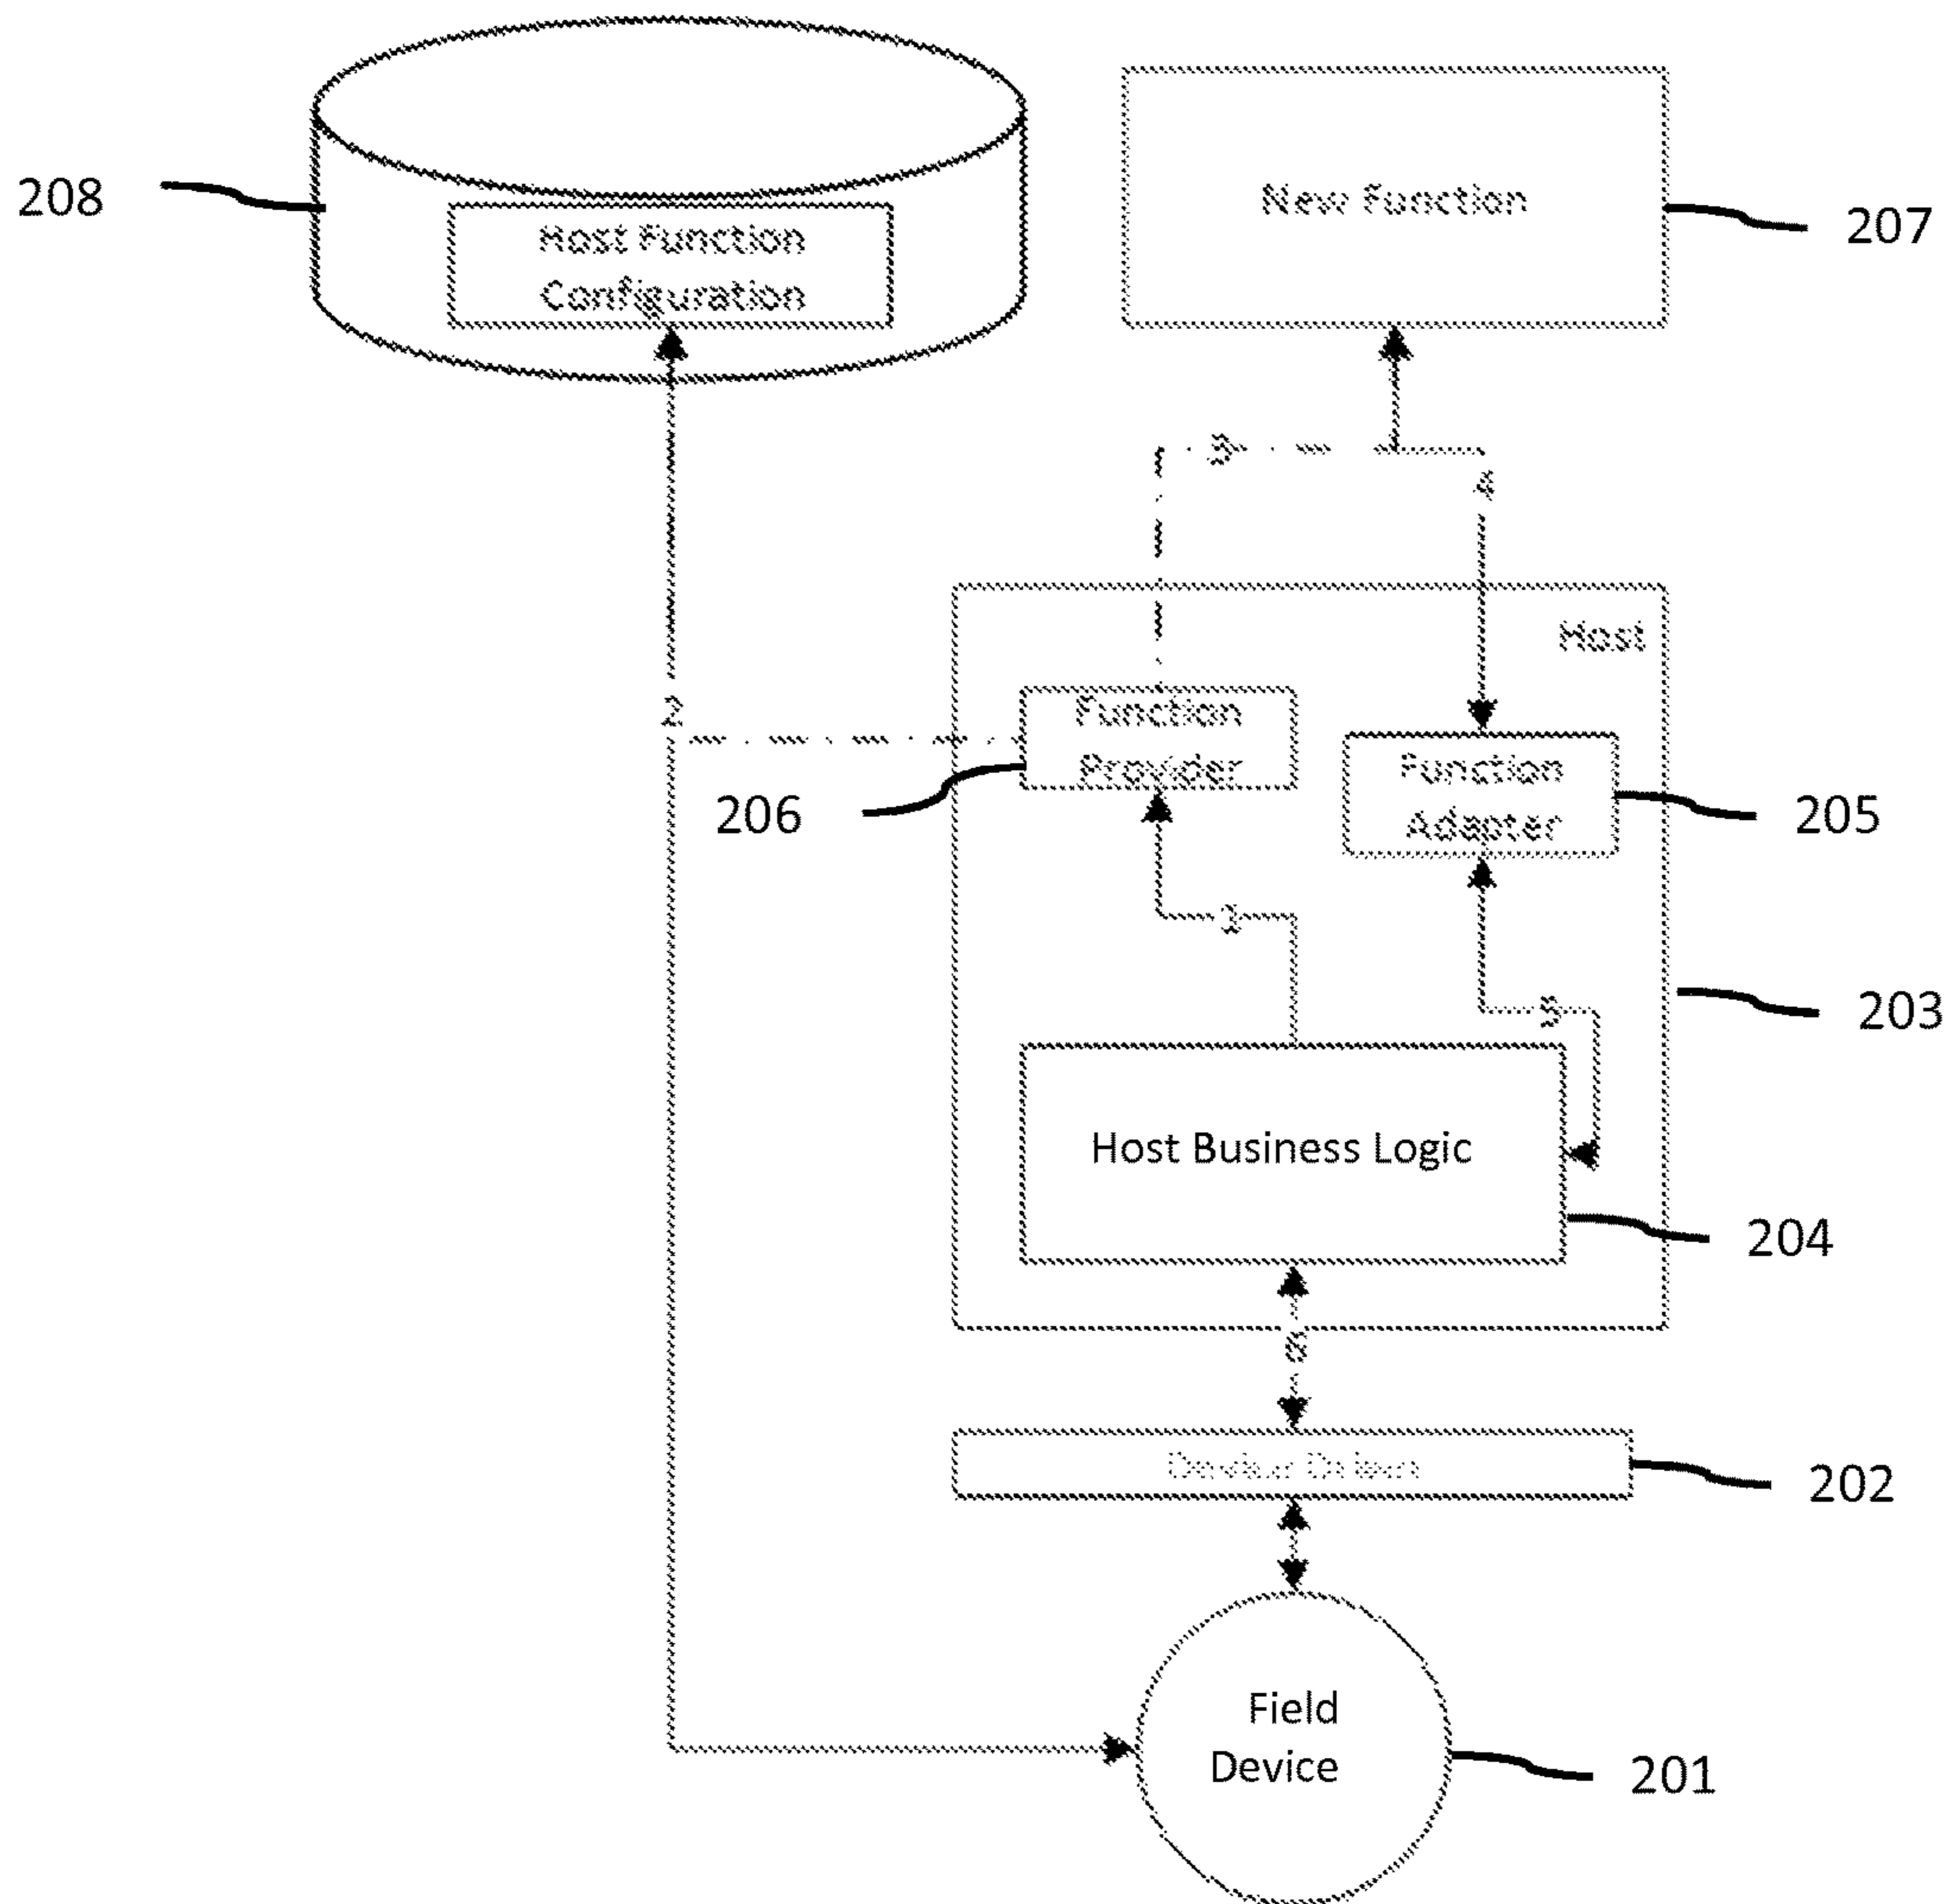 208
Host Function
Configuration
New Function
207
3
4
Host
2
Function
Provider
206
Function
Adapter
205
5
203
Host Business Logic
204
6
202
Field
Device
201